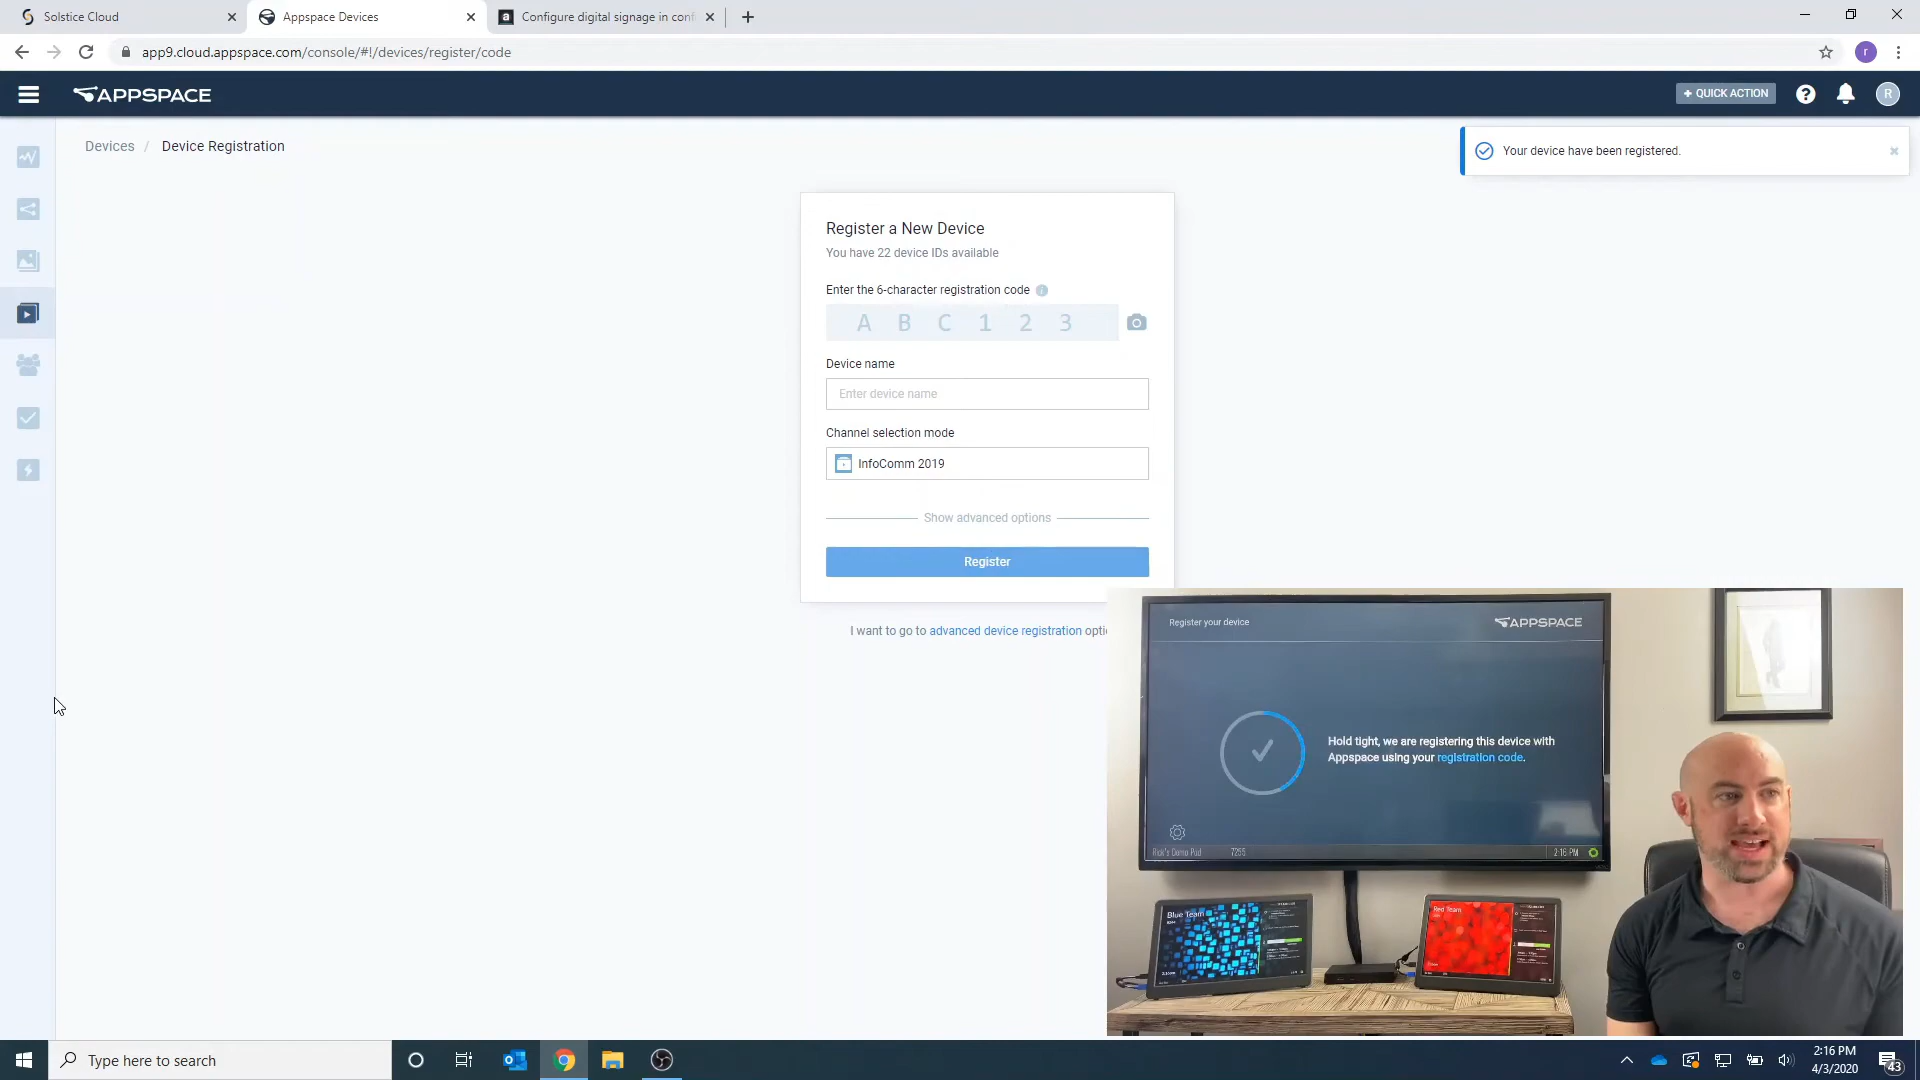 Solstice Cloud
Appspace Devices
Configure digital signage in conf
app9.cloud.appspace.com/console/#!/devices/register/code
r
APPSPACE
+ QUICK ACTION
?
R
Devices / Device Registration
Your device have been registered.
Register a New Device
You have 22 device IDs available
Enter the 6-character registration code
A B C 1 2 3
Device name
Enter device name
Channel selection mode
InfoComm 2019
Show advanced options
Register
I want to go to advanced device registration optio
Register your device
APPSPACE
Hold tight, we are registering this device with
Appspace using your registration code.
Rick's Demo Pod
7255
2:16 PM
Blue Team
Red Team
Type here to search
2:16 PM
4/3/2020
43